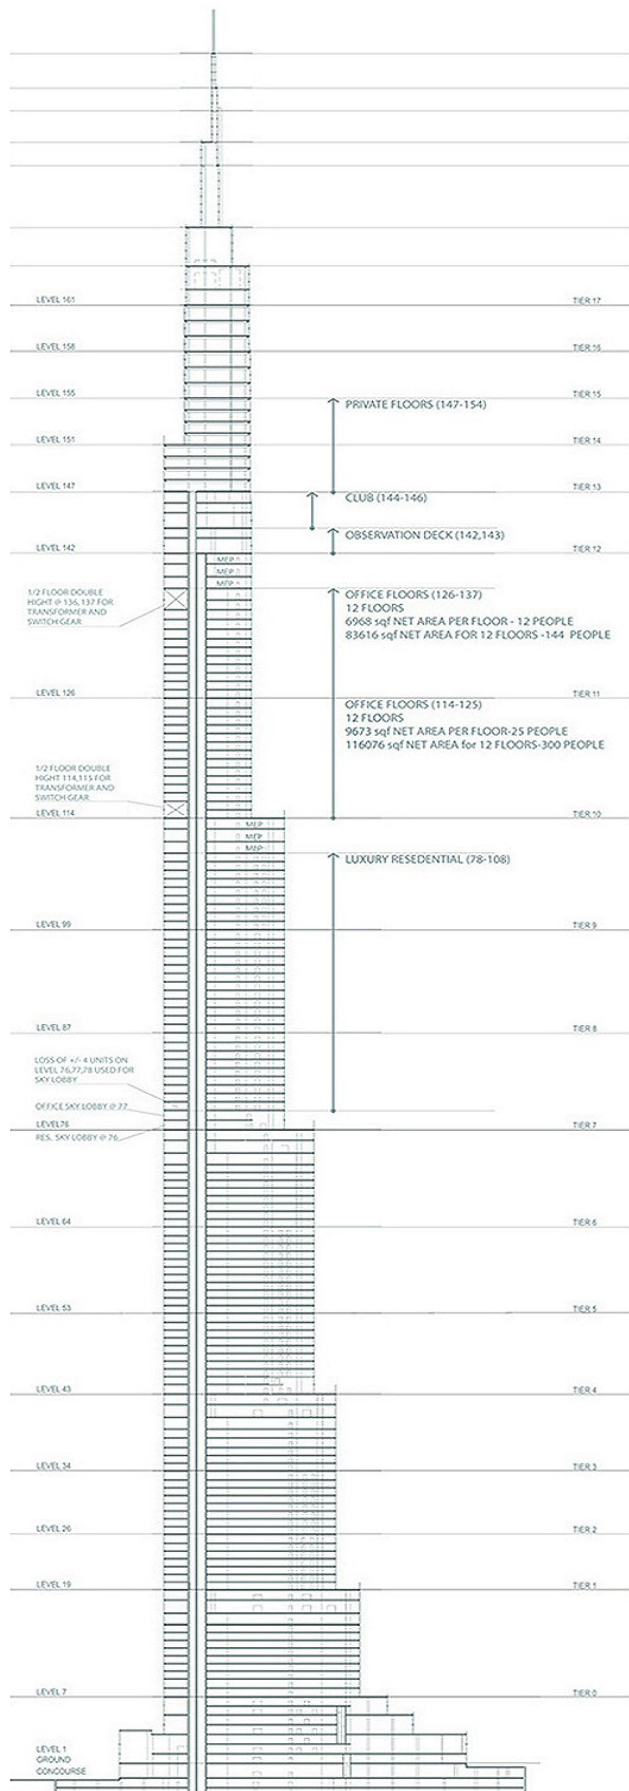 LEVEL 161 TIER 17
LEVEL 158 TIER 16
LEVEL 155 TIER 15
PRIVATE FLOORS (147-154)
LEVEL 151 TIER 14
LEVEL 147 TIER 13
CLUB (144-146)
OBSERVATION DECK (142,143)
LEVEL 142 TIER 12
MEP
MEP
MEP
1/2 FLOOR DOUBLE
HIGHT @ 136, 137 FOR
TRANSFORMER AND
SWITCH GEAR
OFFICE FLOORS (126-137)
12 FLOORS
6968 sqf NET AREA PER FLOOR - 12 PEOPLE
83616 sqf NET AREA FOR 12 FLOORS -144 PEOPLE
LEVEL 126 TIER 11
OFFICE FLOORS (114-125)
12 FLOORS
9673 sqf NET AREA PER FLOOR-25 PEOPLE
116076 sqf NET AREA for 12 FLOORS-300 PEOPLE
1/2 FLOOR DOUBLE
HIGHT 114,115 FOR
TRANSFORMER AND
SWITCH GEAR
LEVEL 114 TIER 10
MEP
MEP
MEP
LUXURY RESEDENTIAL (78-108)
LEVEL 99 TIER 9
LEVEL 87 TIER 8
LOSS OF +/- 4 UNITS ON
LEVEL 76,77,78 USED FOR
SKY LOBBY
OFFICE SKY LOBBY @ 77
LEVEL76 TIER 7
RES. SKY LOBBY @ 76
LEVEL 64 TIER 6
LEVEL 53 TIER 5
LEVEL 43 TIER 4
LEVEL 34 TIER 3
LEVEL 26 TIER 2
LEVEL 19 TIER 1
LEVEL 7 TIER 0
LEVEL 1
GROUND
CONCOURSE